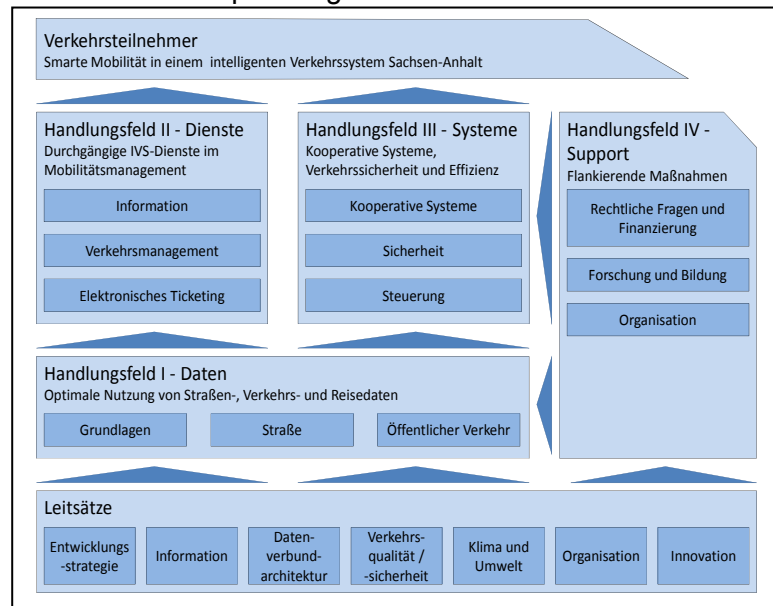 Verkehrsteilnehmer
Smarte Mobilität in einem intelligenten Verkehrssystem Sachsen-Anhalt
Handlungsfeld II - Dienste
Durchgängige IVS-Dienste im
Mobilitätsmanagement
Information
Verkehrsmanagement
Elektronisches Ticketing
Handlungsfeld III - Systeme
Kooperative Systeme,
Verkehrssicherheit und Effizienz
Kooperative Systeme
Sicherheit
Steuerung
Handlungsfeld IV -
Support
Flankierende Maßnahmen
Rechtliche Fragen und
Finanzierung
Forschung und Bildung
Organisation
Handlungsfeld I - Daten
Optimale Nutzung von Straßen-, Verkehrs- und Reisedaten
Grundlagen
Straße
Öffentlicher Verkehr
Leitsätze
Entwicklungs
-strategie
Information
Daten-
verbund-
architektur
Verkehrs-
qualität /
-sicherheit
Klima und
Umwelt
Organisation
Innovation